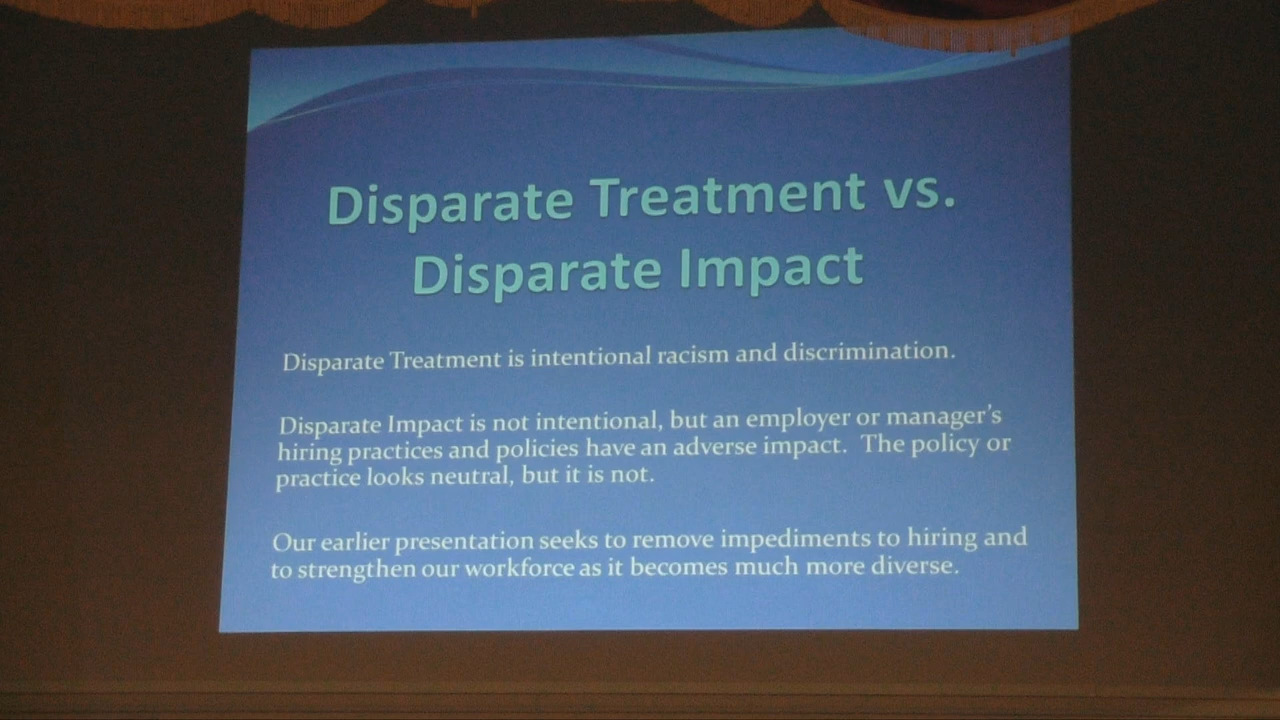 Disparate Treatment vs.
Disparate Impact
Disparate Treatment is intentional racism and discrimination.
Disparate Impact is not intentional, but an employer or manager's
hiring practices and policies have an adverse impact.  The policy or
practice looks neutral, but it is not.
Our earlier presentation seeks to remove impediments to hiring and
to strengthen our workforce as it becomes much more diverse.